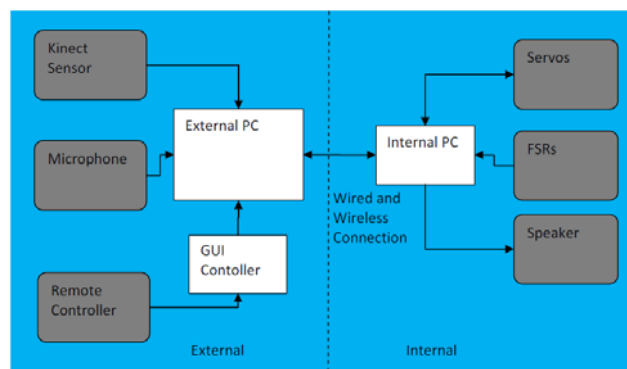 Kinect
Sensor
Microphone
Remote
Controller
External PC
GUI
Contoller
External
Wired and
Wireless
Connection
Internal PC
Servos
FSRs
Speaker
Internal